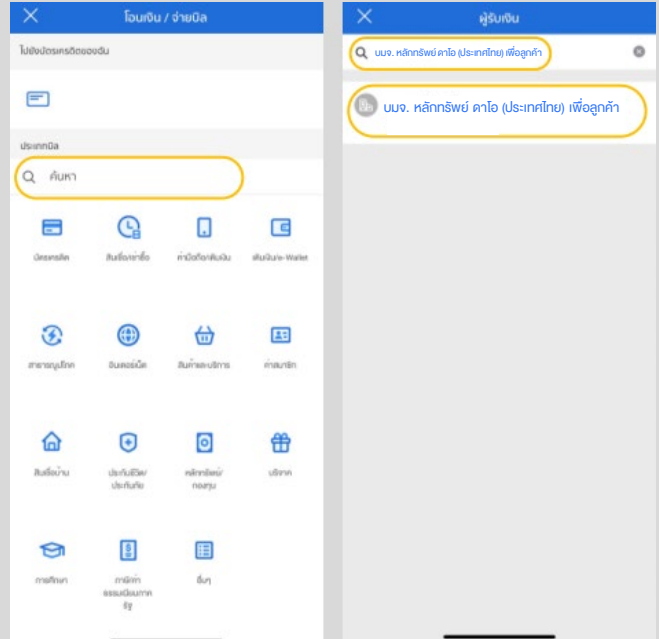 โอนเงิน / จ่ายบิล
ไปยังบัตรเครดิตของฉัน
ประเภทบิล
ค้นหา
บัตรเครดิต
สินเชื่อ/เช่าซื้อ
ค่ามือถือ/เติมเงิน
เติมเงิน/e-Wallet
สาธารณูปโภค
อินเตอร์เน็ต
สินค้าและบริการ
ค่าสมาชิก
สินเชื่อบ้าน
ประกันชีวิต/
ประกันภัย
หลักทรัพย์/
กองทุน
บริจาค
การศึกษา
ภาษี/ค่า
ธรรมเนียมภาค
รัฐ
อื่นๆ
ผู้รับเงิน
บมจ. หลักทรัพย์ ดาโอ (ประเทศไทย) เพื่อลูกค้า
บมจ. หลักทรัพย์ ดาโอ (ประเทศไทย) เพื่อลูกค้า